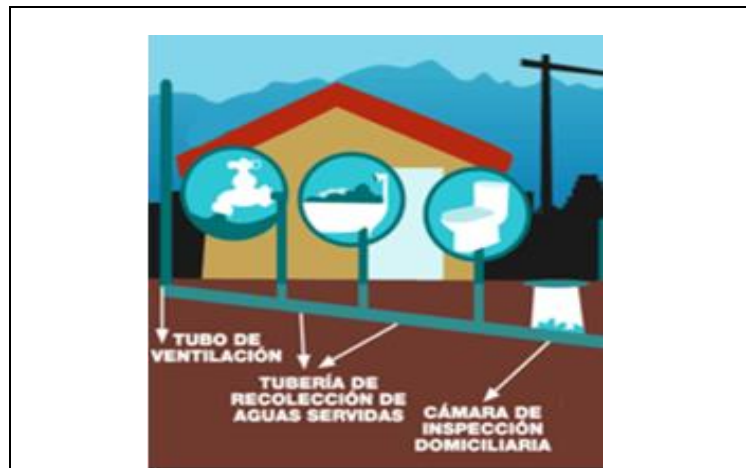 TUBO DE
VENTILACIÓN
TUBERÍA DE
RECOLECCIÓN DE
AGUAS SERVIDAS
CÁMARA DE
INSPECCIÓN
DOMICILIARIA